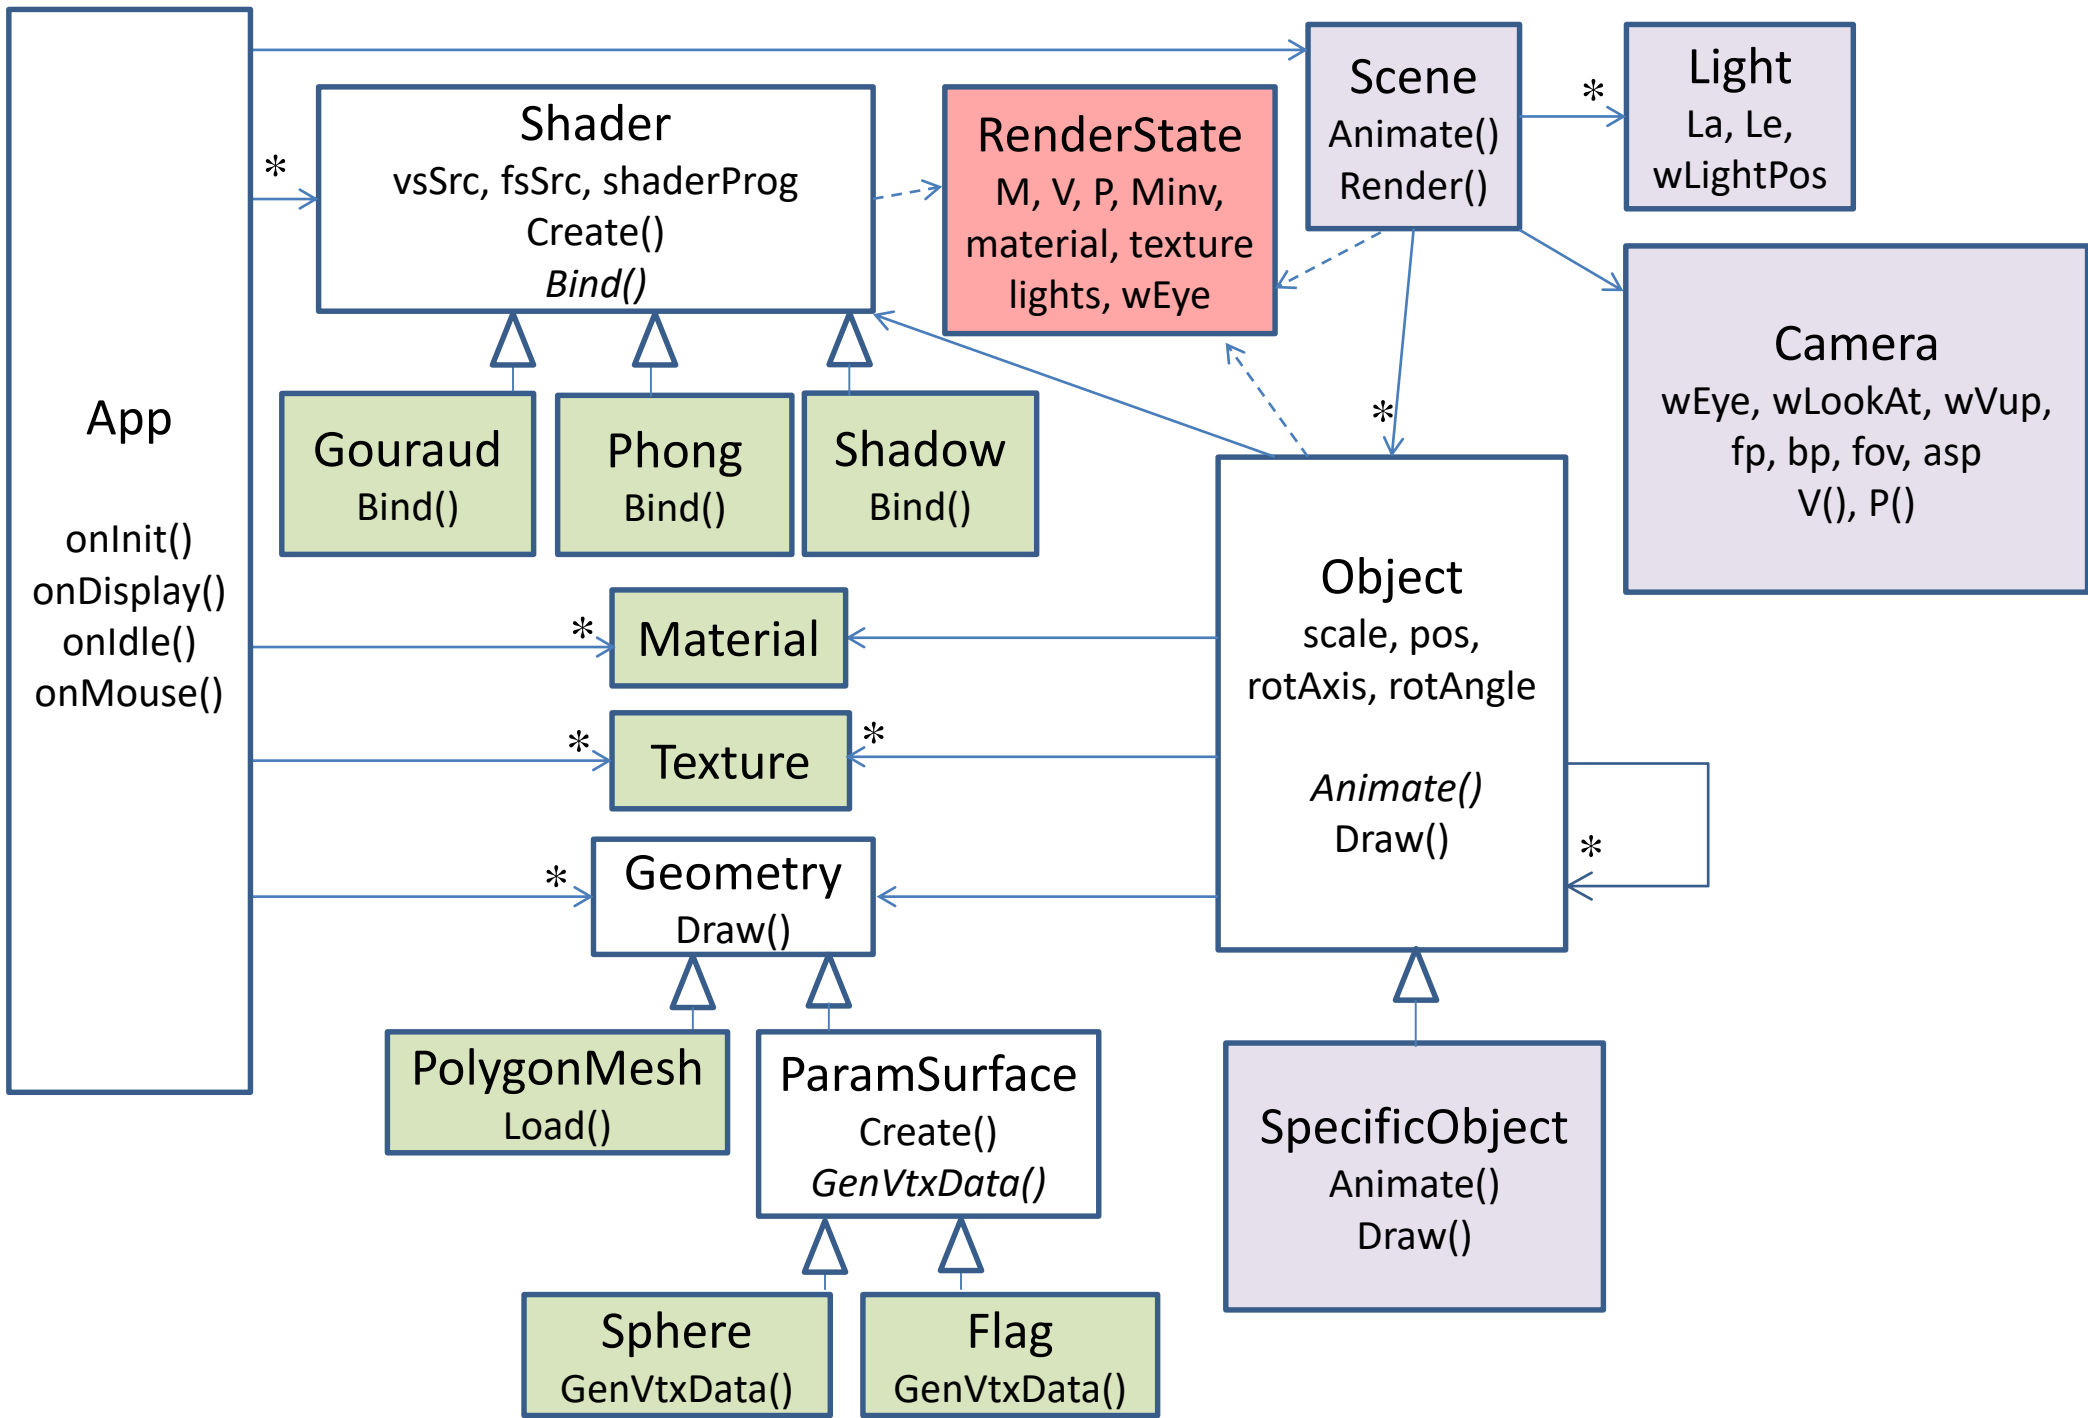 App
onInit()
onDisplay()
onIdle()
onMouse()
*
Shader
vsSrc, fsSrc, shaderProg
Create()
Bind()
RenderState
M, V, P, Minv,
material, texture
lights, wEye
Scene
Animate()
Render()
*
Light
La, Le,
wLightPos
Camera
wEye, wLookAt, wVup,
fp, bp, fov, asp
V(), P()
Gouraud
Bind()
Phong
Bind()
Shadow
Bind()
*
Object
scale, pos,
rotAxis, rotAngle
Animate()
Draw()
*
*
Material
*
Texture
*
*
Geometry
Draw()
PolygonMesh
Load()
ParamSurface
Create()
GenVtxData()
SpecificObject
Animate()
Draw()
Sphere
GenVtxData()
Flag
GenVtxData()